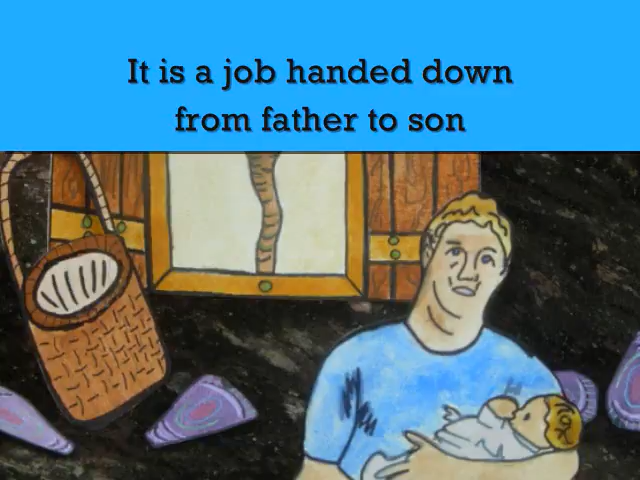 It is a job handed down
from father to son